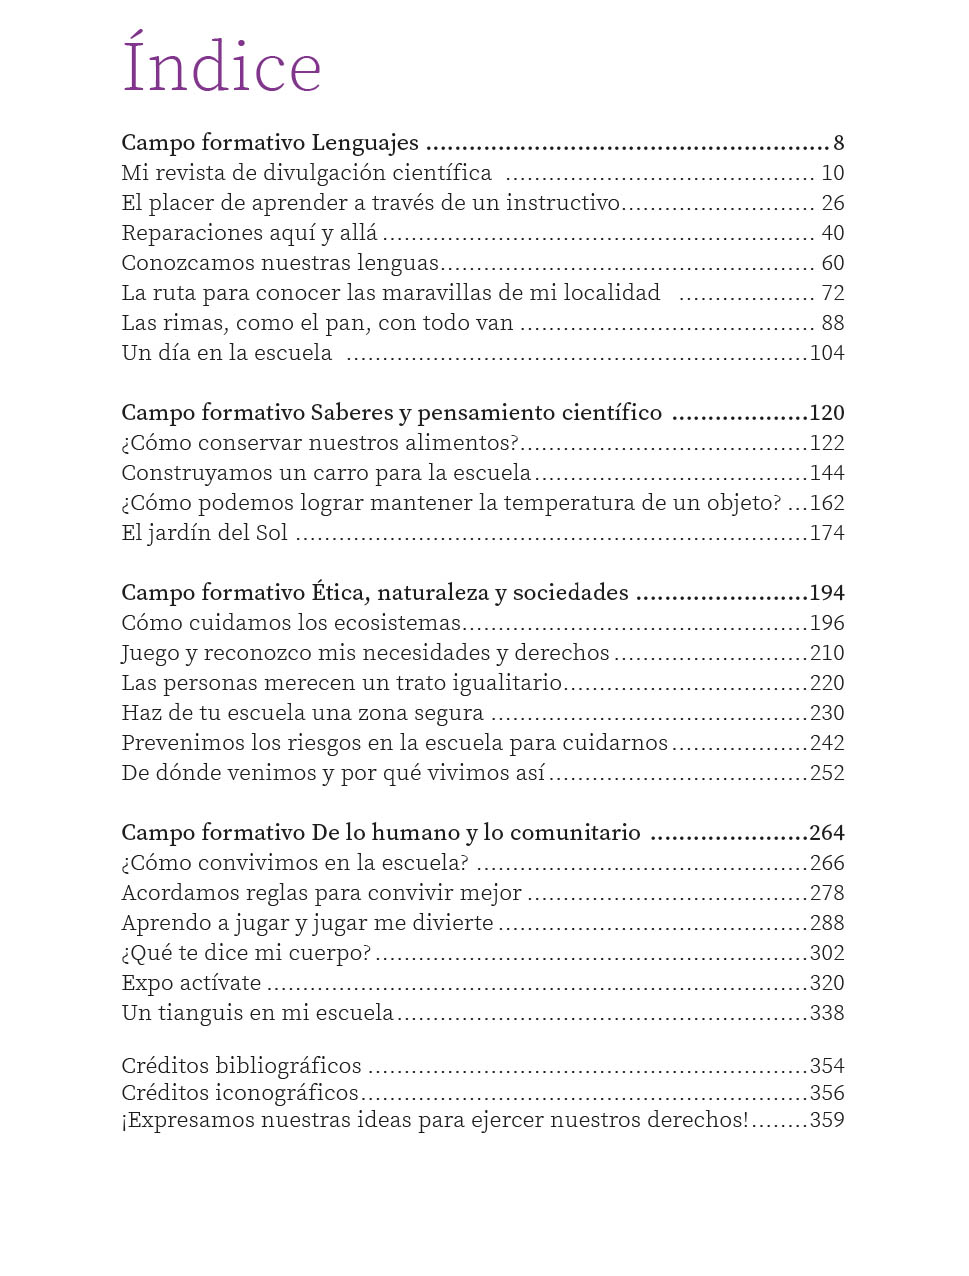 Índice
Campo formativo Lenguajes ........................................................ 8
Mi revista de divulgación científica ........................................... 10
El placer de aprender a través de un instructivo........................... 26
Reparaciones aquí y allá ............................................................ 40
Conozcamos nuestras lenguas.................................................... 60
La ruta para conocer las maravillas de mi localidad ................... 72
Las rimas, como el pan, con todo van ......................................... 88
Un día en la escuela ................................................................104
Campo formativo Saberes y pensamiento científico ...................120
¿Cómo conservar nuestros alimentos?........................................122
Construyamos un carro para la escuela......................................144
¿Cómo podemos lograr mantener la temperatura de un objeto? ...162
El jardín del Sol .......................................................................174
Campo formativo Ética, naturaleza y sociedades ........................194
Cómo cuidamos los ecosistemas................................................196
Juego y reconozco mis necesidades y derechos ...........................210
Las personas merecen un trato igualitario..................................220
Haz de tu escuela una zona segura ............................................230
Prevenimos los riesgos en la escuela para cuidarnos ...................242
De dónde venimos y por qué vivimos así ....................................252
Campo formativo De lo humano y lo comunitario ......................264
¿Cómo convivimos en la escuela? ..............................................266
Acordamos reglas para convivir mejor .......................................278
Aprendo a jugar y jugar me divierte ...........................................288
¿Qué te dice mi cuerpo? ............................................................302
Expo actívate ...........................................................................320
Un tianguis en mi escuela.........................................................338
Créditos bibliográficos .............................................................354
Créditos iconográficos..............................................................356
¡Expresamos nuestras ideas para ejercer nuestros derechos!........359